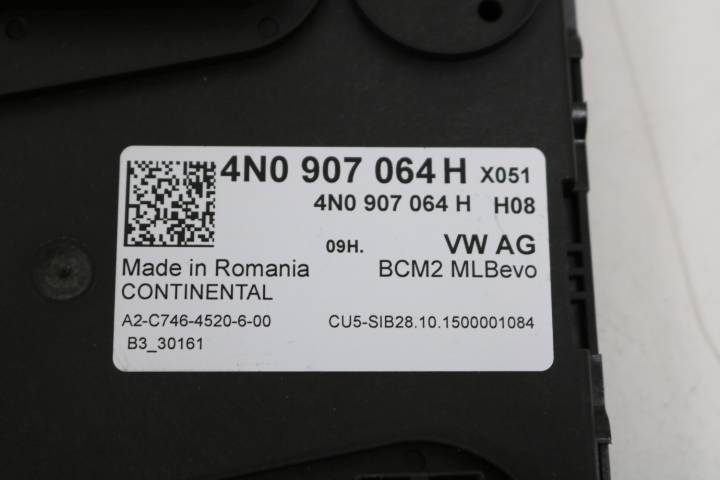 4N0 907 064 H X051
4N0 907 064 H H08
09H. VW AG
Made in Romania BCM2 MLBevo
CONTINENTAL
A2-C746-4520-6-00 CU5-SIB28.10.1500001084
B3_30161